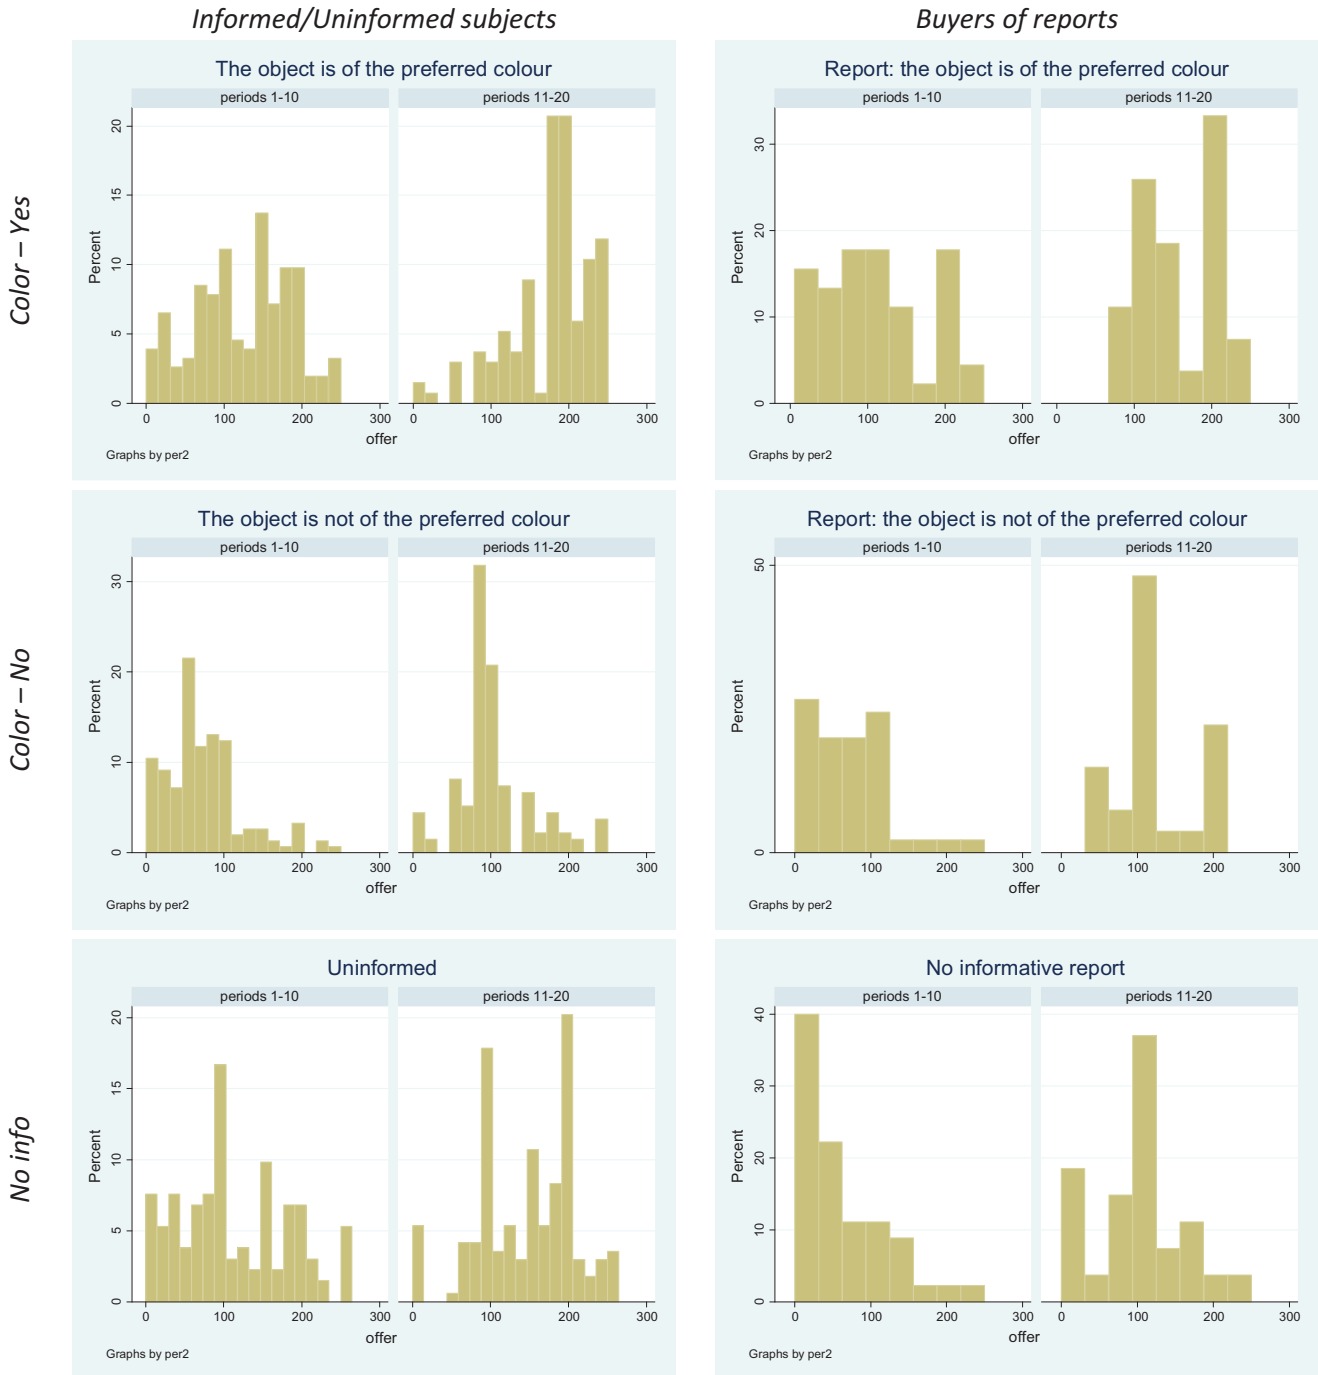 Informed/Uninformed subjects
Buyers of reports
Color – Yes
The object is of the preferred colour
periods 1-10
periods 11-20
Percent
20
15
10
5
0
0 100 200 300
0 100 200 300
offer
Graphs by per2
Report: the object is of the preferred colour
periods 1-10
periods 11-20
Percent
30
20
10
0
0 100 200 300
0 100 200 300
offer
Graphs by per2
Color – No
The object is not of the preferred colour
periods 1-10
periods 11-20
Percent
30
20
10
0
0 100 200 300
0 100 200 300
offer
Graphs by per2
Report: the object is not of the preferred colour
periods 1-10
periods 11-20
Percent
50
0
0 100 200 300
0 100 200 300
offer
Graphs by per2
No info
Uninformed
periods 1-10
periods 11-20
Percent
20
15
10
5
0
0 100 200 300
0 100 200 300
offer
Graphs by per2
No informative report
periods 1-10
periods 11-20
Percent
40
30
20
10
0
0 100 200 300
0 100 200 300
offer
Graphs by per2